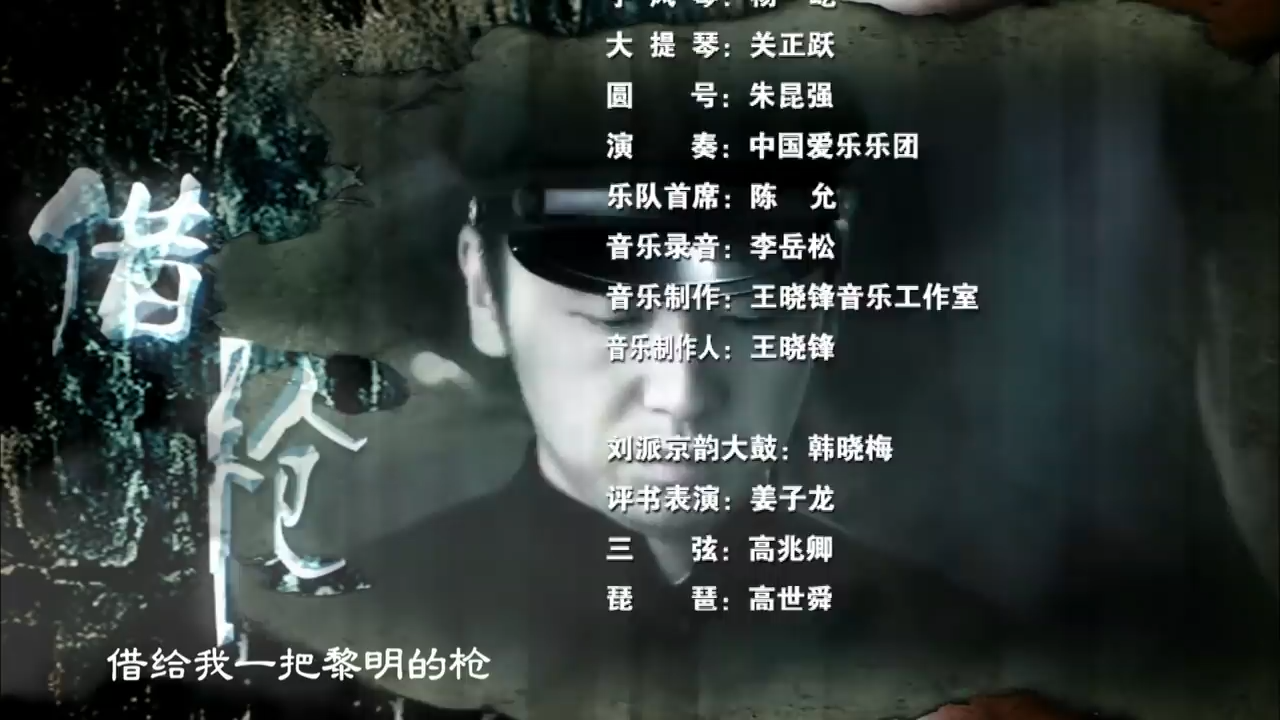 大提琴：关正跃
圆号：朱昆强
演奏：中国爱乐乐团
乐队首席：陈允
音乐录音：李岳松
音乐制作：王晓锋音乐工作室
音乐制作人：王晓锋
刘派京韵大鼓：韩晓梅
评书表演：姜子龙
三弦：高兆卿
琵琶：高世舜
借枪
借给我一把黎明的枪